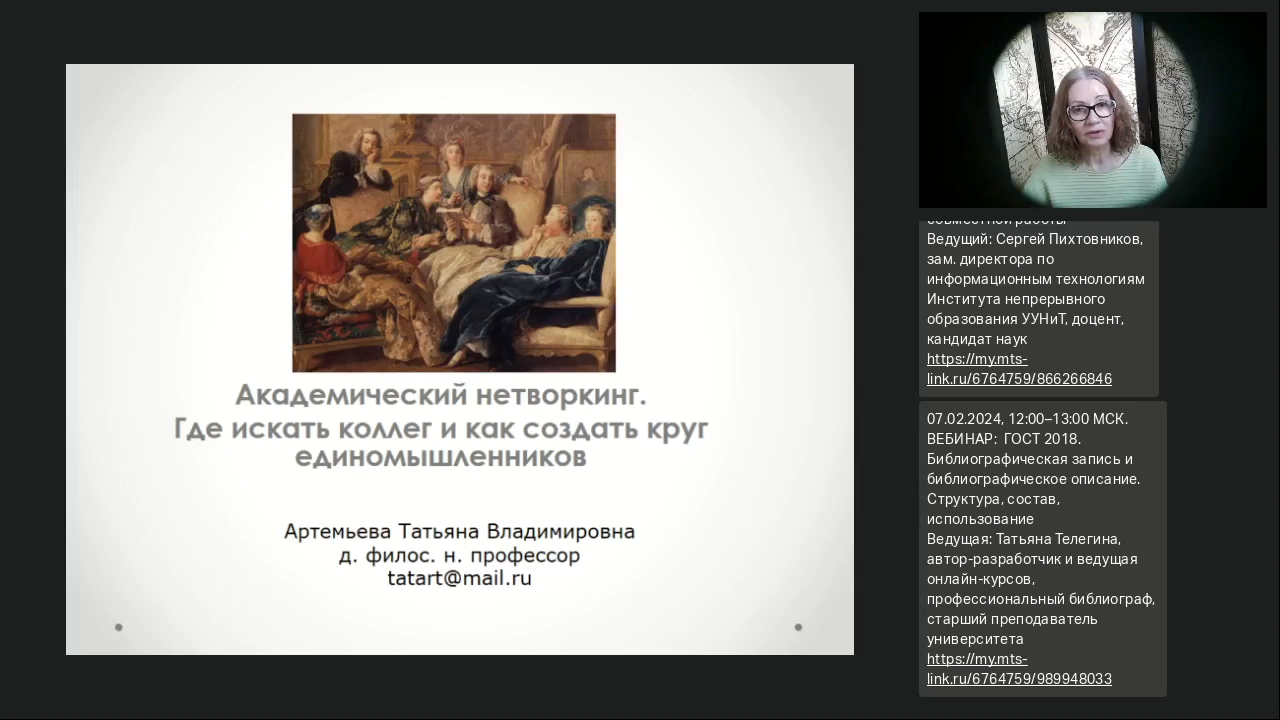 Академический нетворкинг.
Где искать коллег и как создать круг
единомышленников
Артемьева Татьяна Владимировна
д. филос. н. профессор
tatart@mail.ru
совместной работы
Ведущий: Сергей Пихтовников,
зам. директора по
информационным технологиям
Института непрерывного
образования УУНиТ, доцент,
кандидат наук
https://my.mts-
link.ru/6764759/866266846
07.02.2024, 12:00–13:00 МСК.
ВЕБИНАР:  ГОСТ 2018.
Библиографическая запись и
библиографическое описание.
Структура, состав,
использование
Ведущая: Татьяна Телегина,
автор-разработчик и ведущая
онлайн-курсов,
профессиональный библиограф,
старший преподаватель
университета
https://my.mts-
link.ru/6764759/989948033